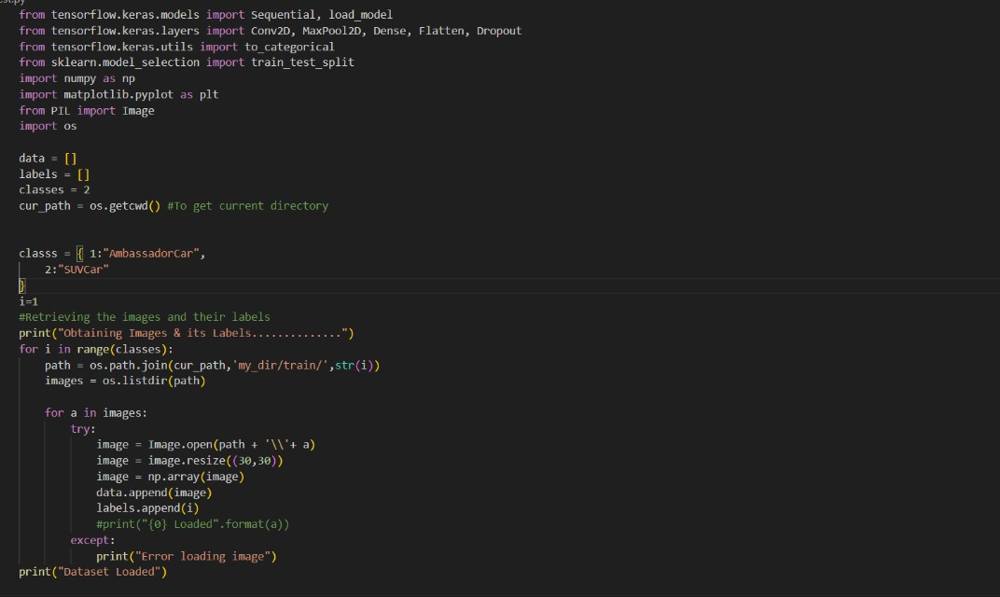 est.py
from tensorflow.keras.models import Sequential, load_model
from tensorflow.keras.layers import Conv2D, MaxPool2D, Dense, Flatten, Dropout
from tensorflow.keras.utils import to_categorical
from sklearn.model_selection import train_test_split
import numpy as np
import matplotlib.pyplot as plt
from PIL import Image
import os
data = []
labels = []
classes = 2
cur_path = os.getcwd() #To get current directory
classs = { 1:"AmbassadorCar",
2:"SUVCar"
}
i=1
#Retrieving the images and their labels
print("Obtaining Images & its Labels..............")
for i in range(classes):
path = os.path.join(cur_path,'my_dir/train/',str(i))
images = os.listdir(path)
for a in images:
try:
image = Image.open(path + '\\'+ a)
image = image.resize((30,30))
image = np.array(image)
data.append(image)
labels.append(i)
#print("{0} Loaded".format(a))
except:
print("Error loading image")
print("Dataset Loaded")